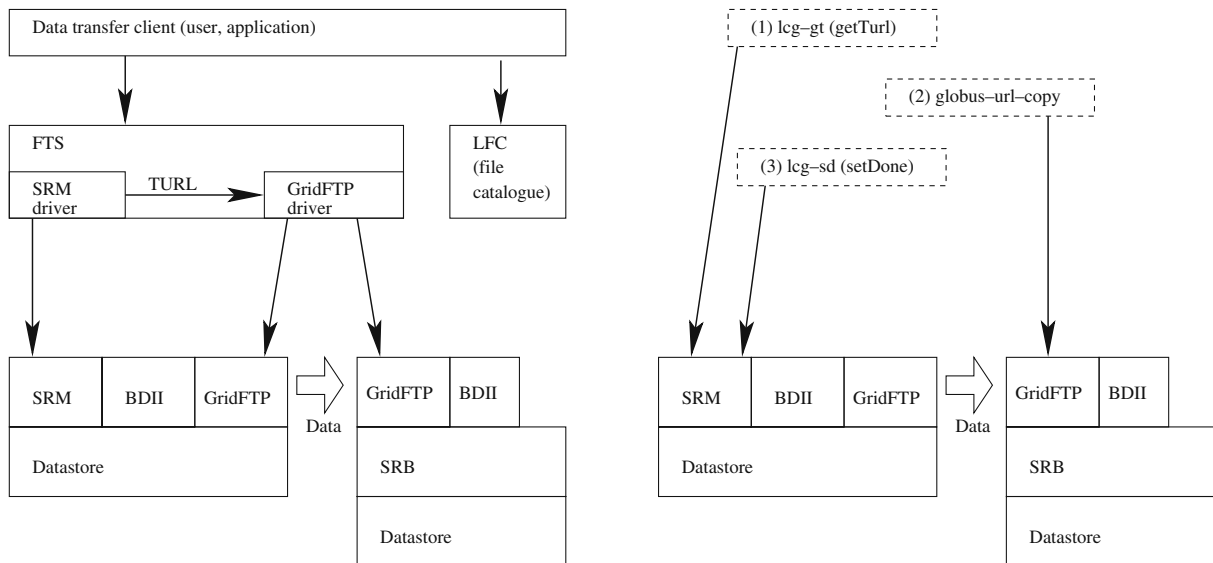 Data transfer client (user, application)
FTS
SRM
driver
TURL
GridFTP
driver
LFC
(file
catalogue)
SRM
BDII
GridFTP
Datastore
Data
GridFTP
BDII
SRB
Datastore
(1) lcg–gt (getTurl)
(2) globus–url–copy
(3) lcg–sd (setDone)
SRM
BDII
GridFTP
Datastore
Data
GridFTP
BDII
SRB
Datastore